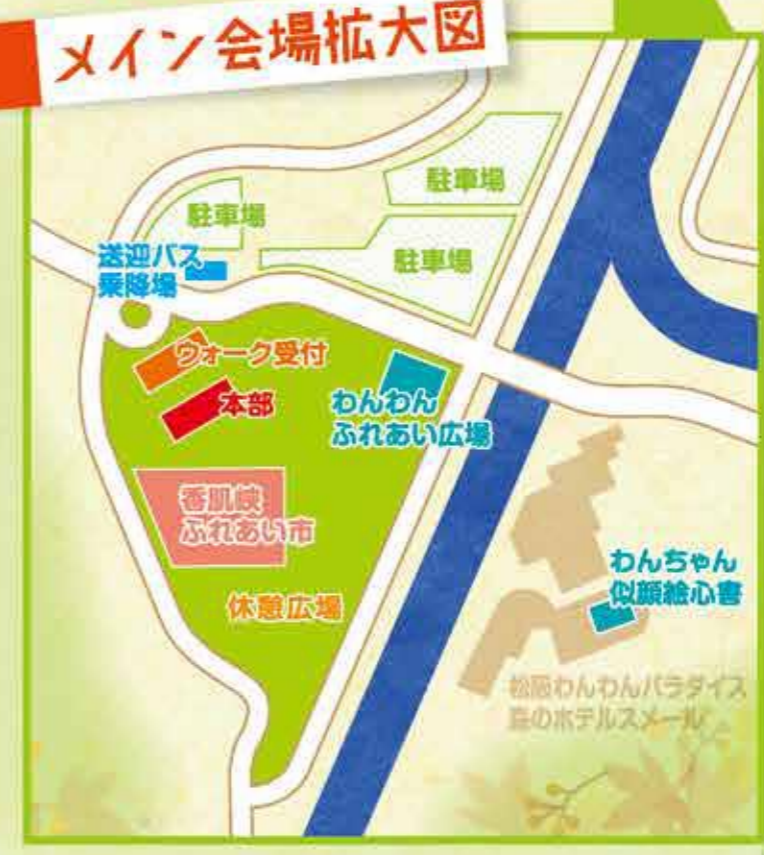 メイン会場拡大図
駐車場
駐車場
駐車場
送迎バス
乗降場
ウォーク受付
本部
わんわん
ふれあい広場
香肌峡
ふれあい市
休憩広場
わんちゃん
似顔絵心書
松阪わんわんパラダイス
森のホテルスメール